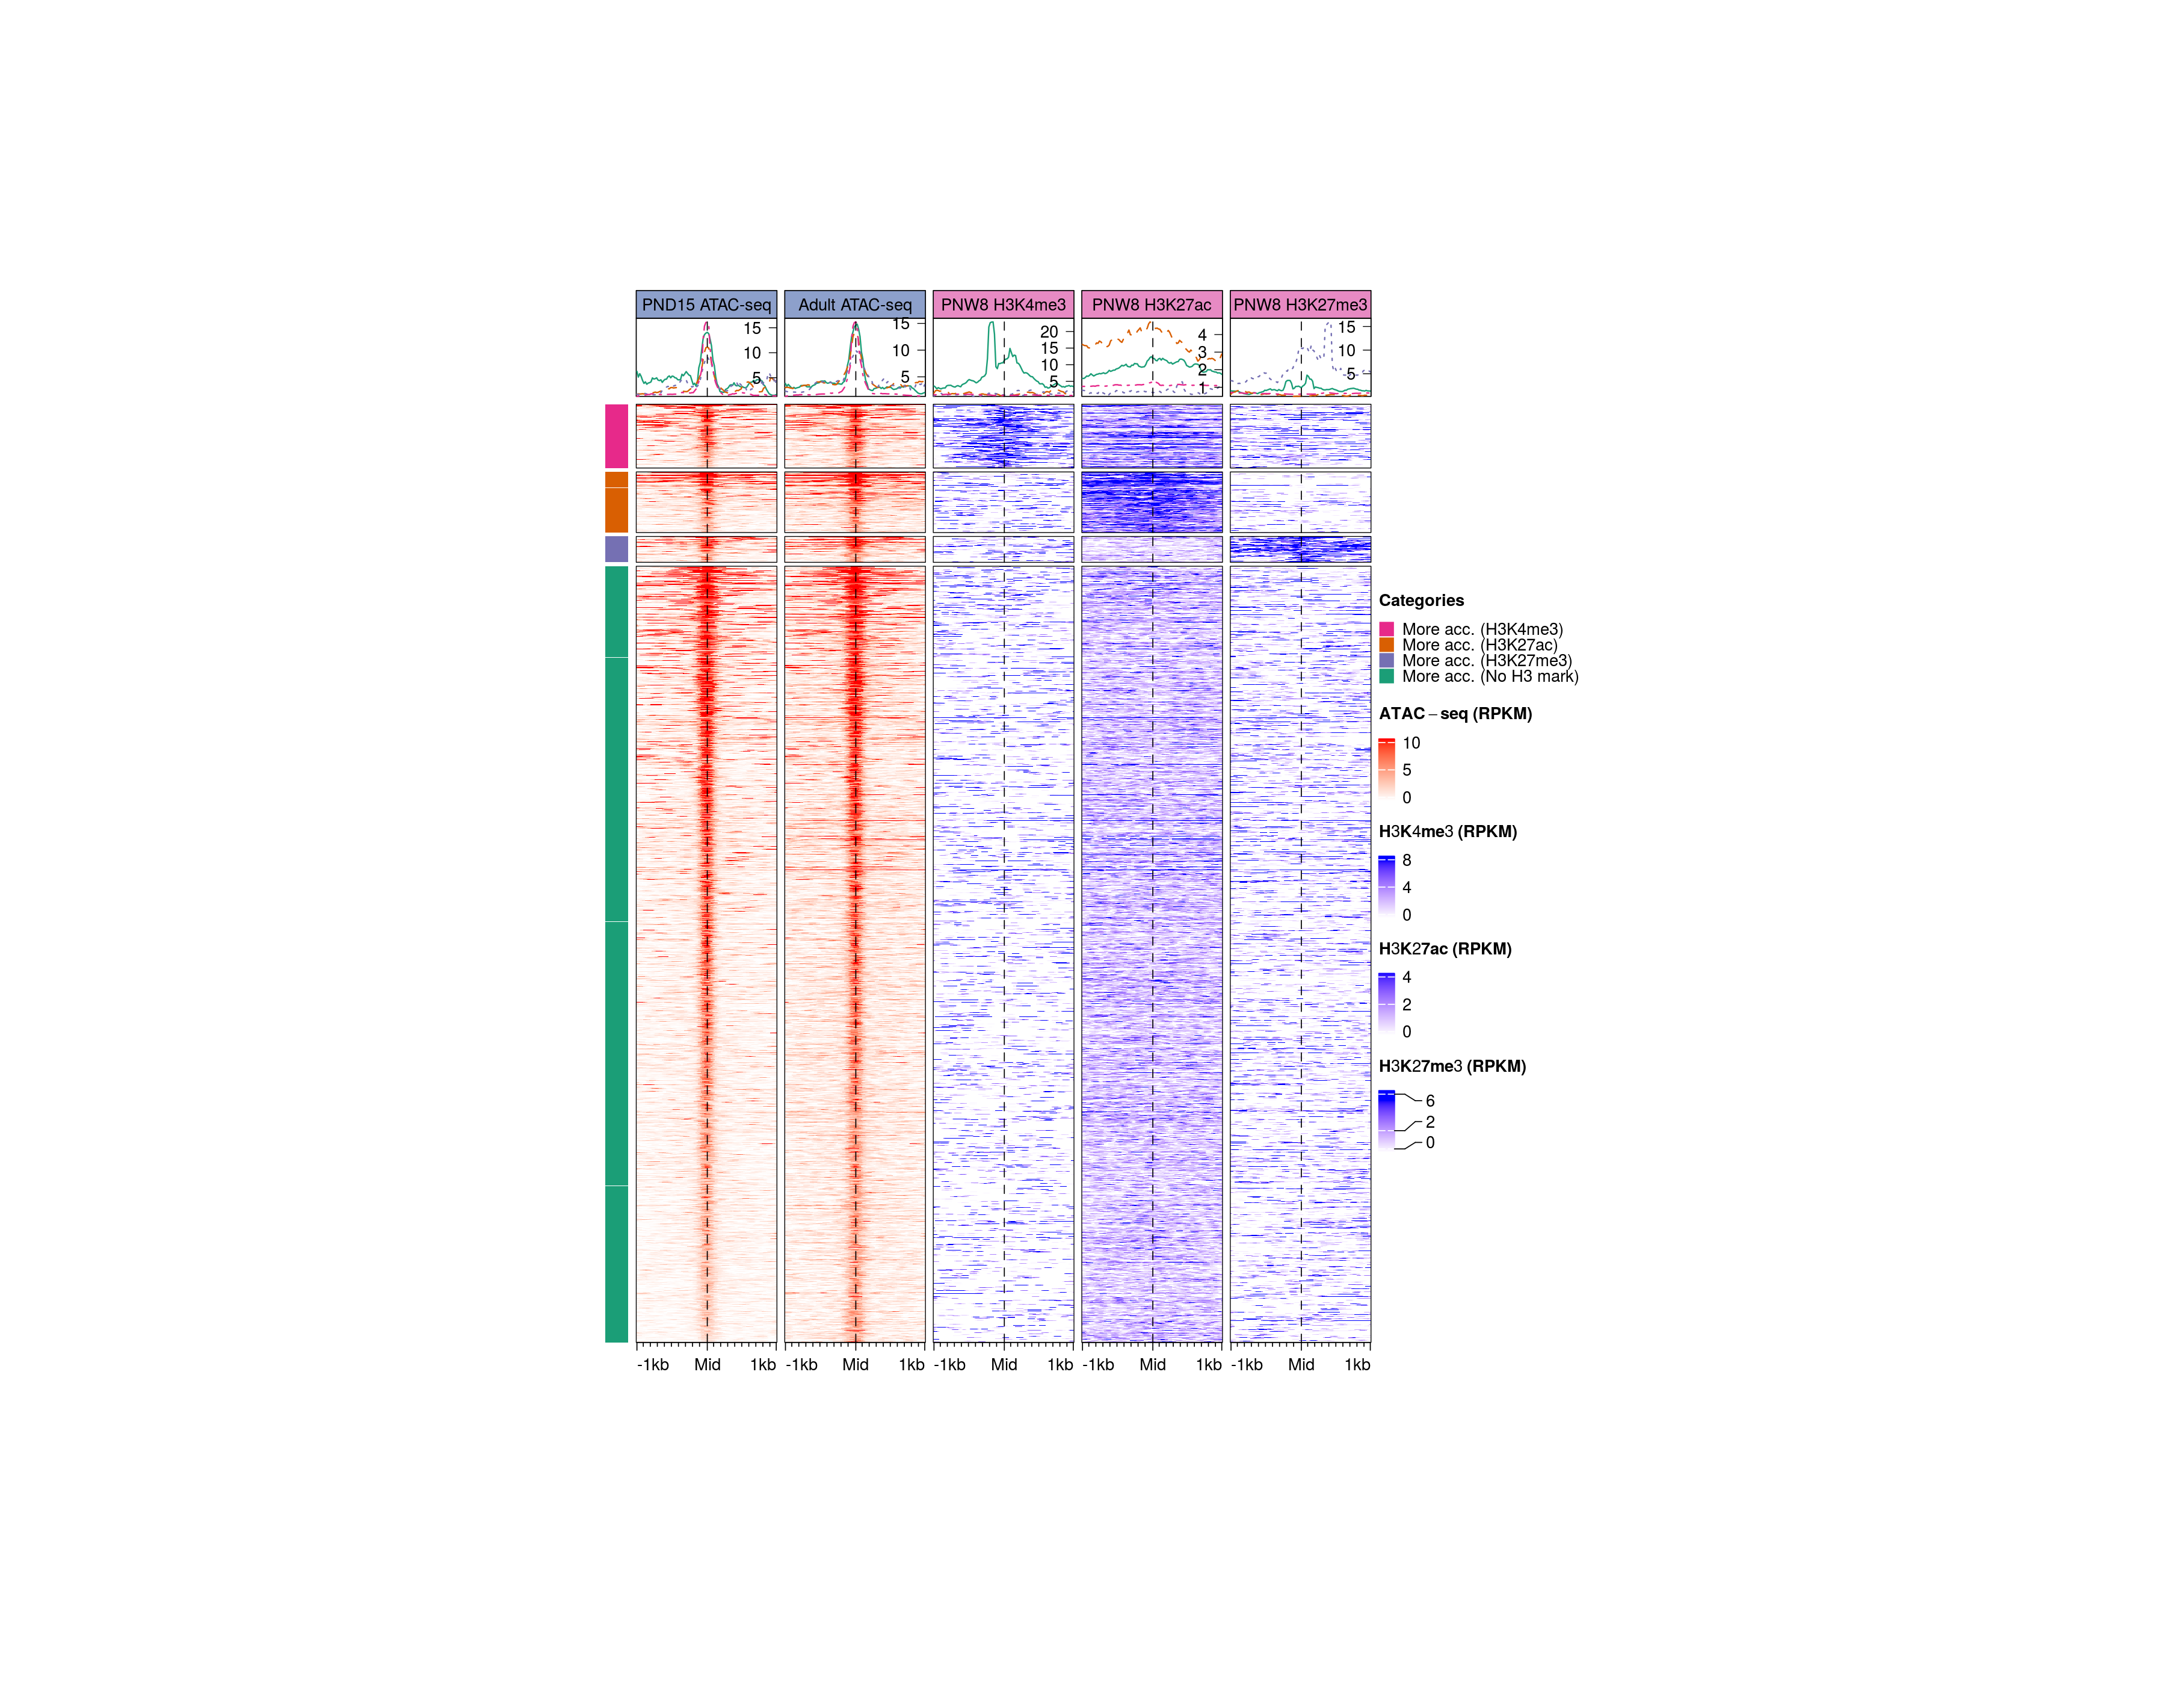 PND15 ATAC-seq
Adult ATAC-seq
PNW8 H3K4me3
PNW8 H3K27ac
PNW8 H3K27me3
15
10
5
15
10
5
20
15
10
5
4
3
2
1
15
10
5
Categories
More acc. (H3K4me3)
More acc. (H3K27ac)
More acc. (H3K27me3)
More acc. (No H3 mark)
ATAC−seq (RPKM)
10
5
0
H3K4me3 (RPKM)
8
4
0
H3K27ac (RPKM)
4
2
0
H3K27me3 (RPKM)
6
2
0
-1kb Mid 1kb
-1kb Mid 1kb
-1kb Mid 1kb
-1kb Mid 1kb
-1kb Mid 1kb